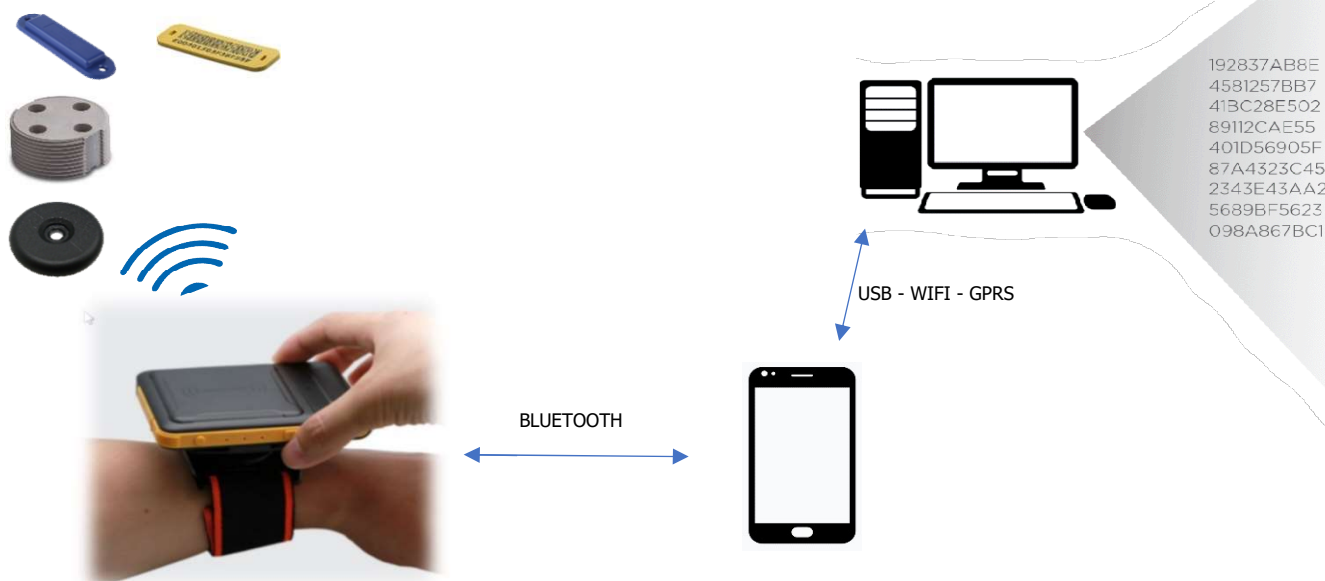 192837AB8E
4581257BB7
41BC28E502
89112CAE55
401D56905F
87A4323C45
2343E43AA2
5689BF5623
098A867BC1
USB - WIFI - GPRS
BLUETOOTH